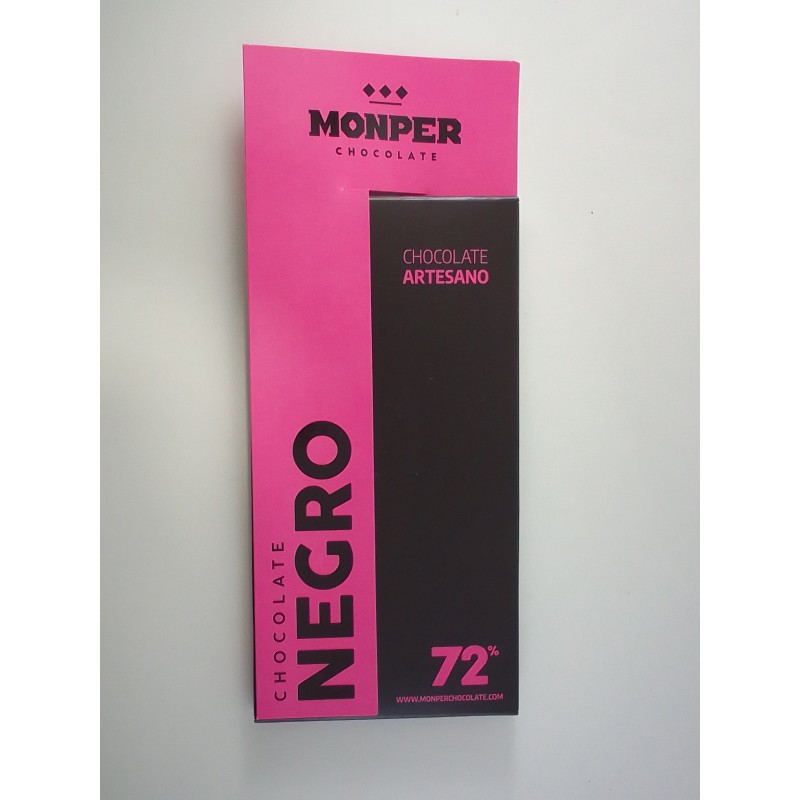 MONPER
CHOCOLATE
CHOCOLATE
ARTESANO
CHOCOLATE
NEGRO
72%
WWW.MONPERCHOCOLATE.COM